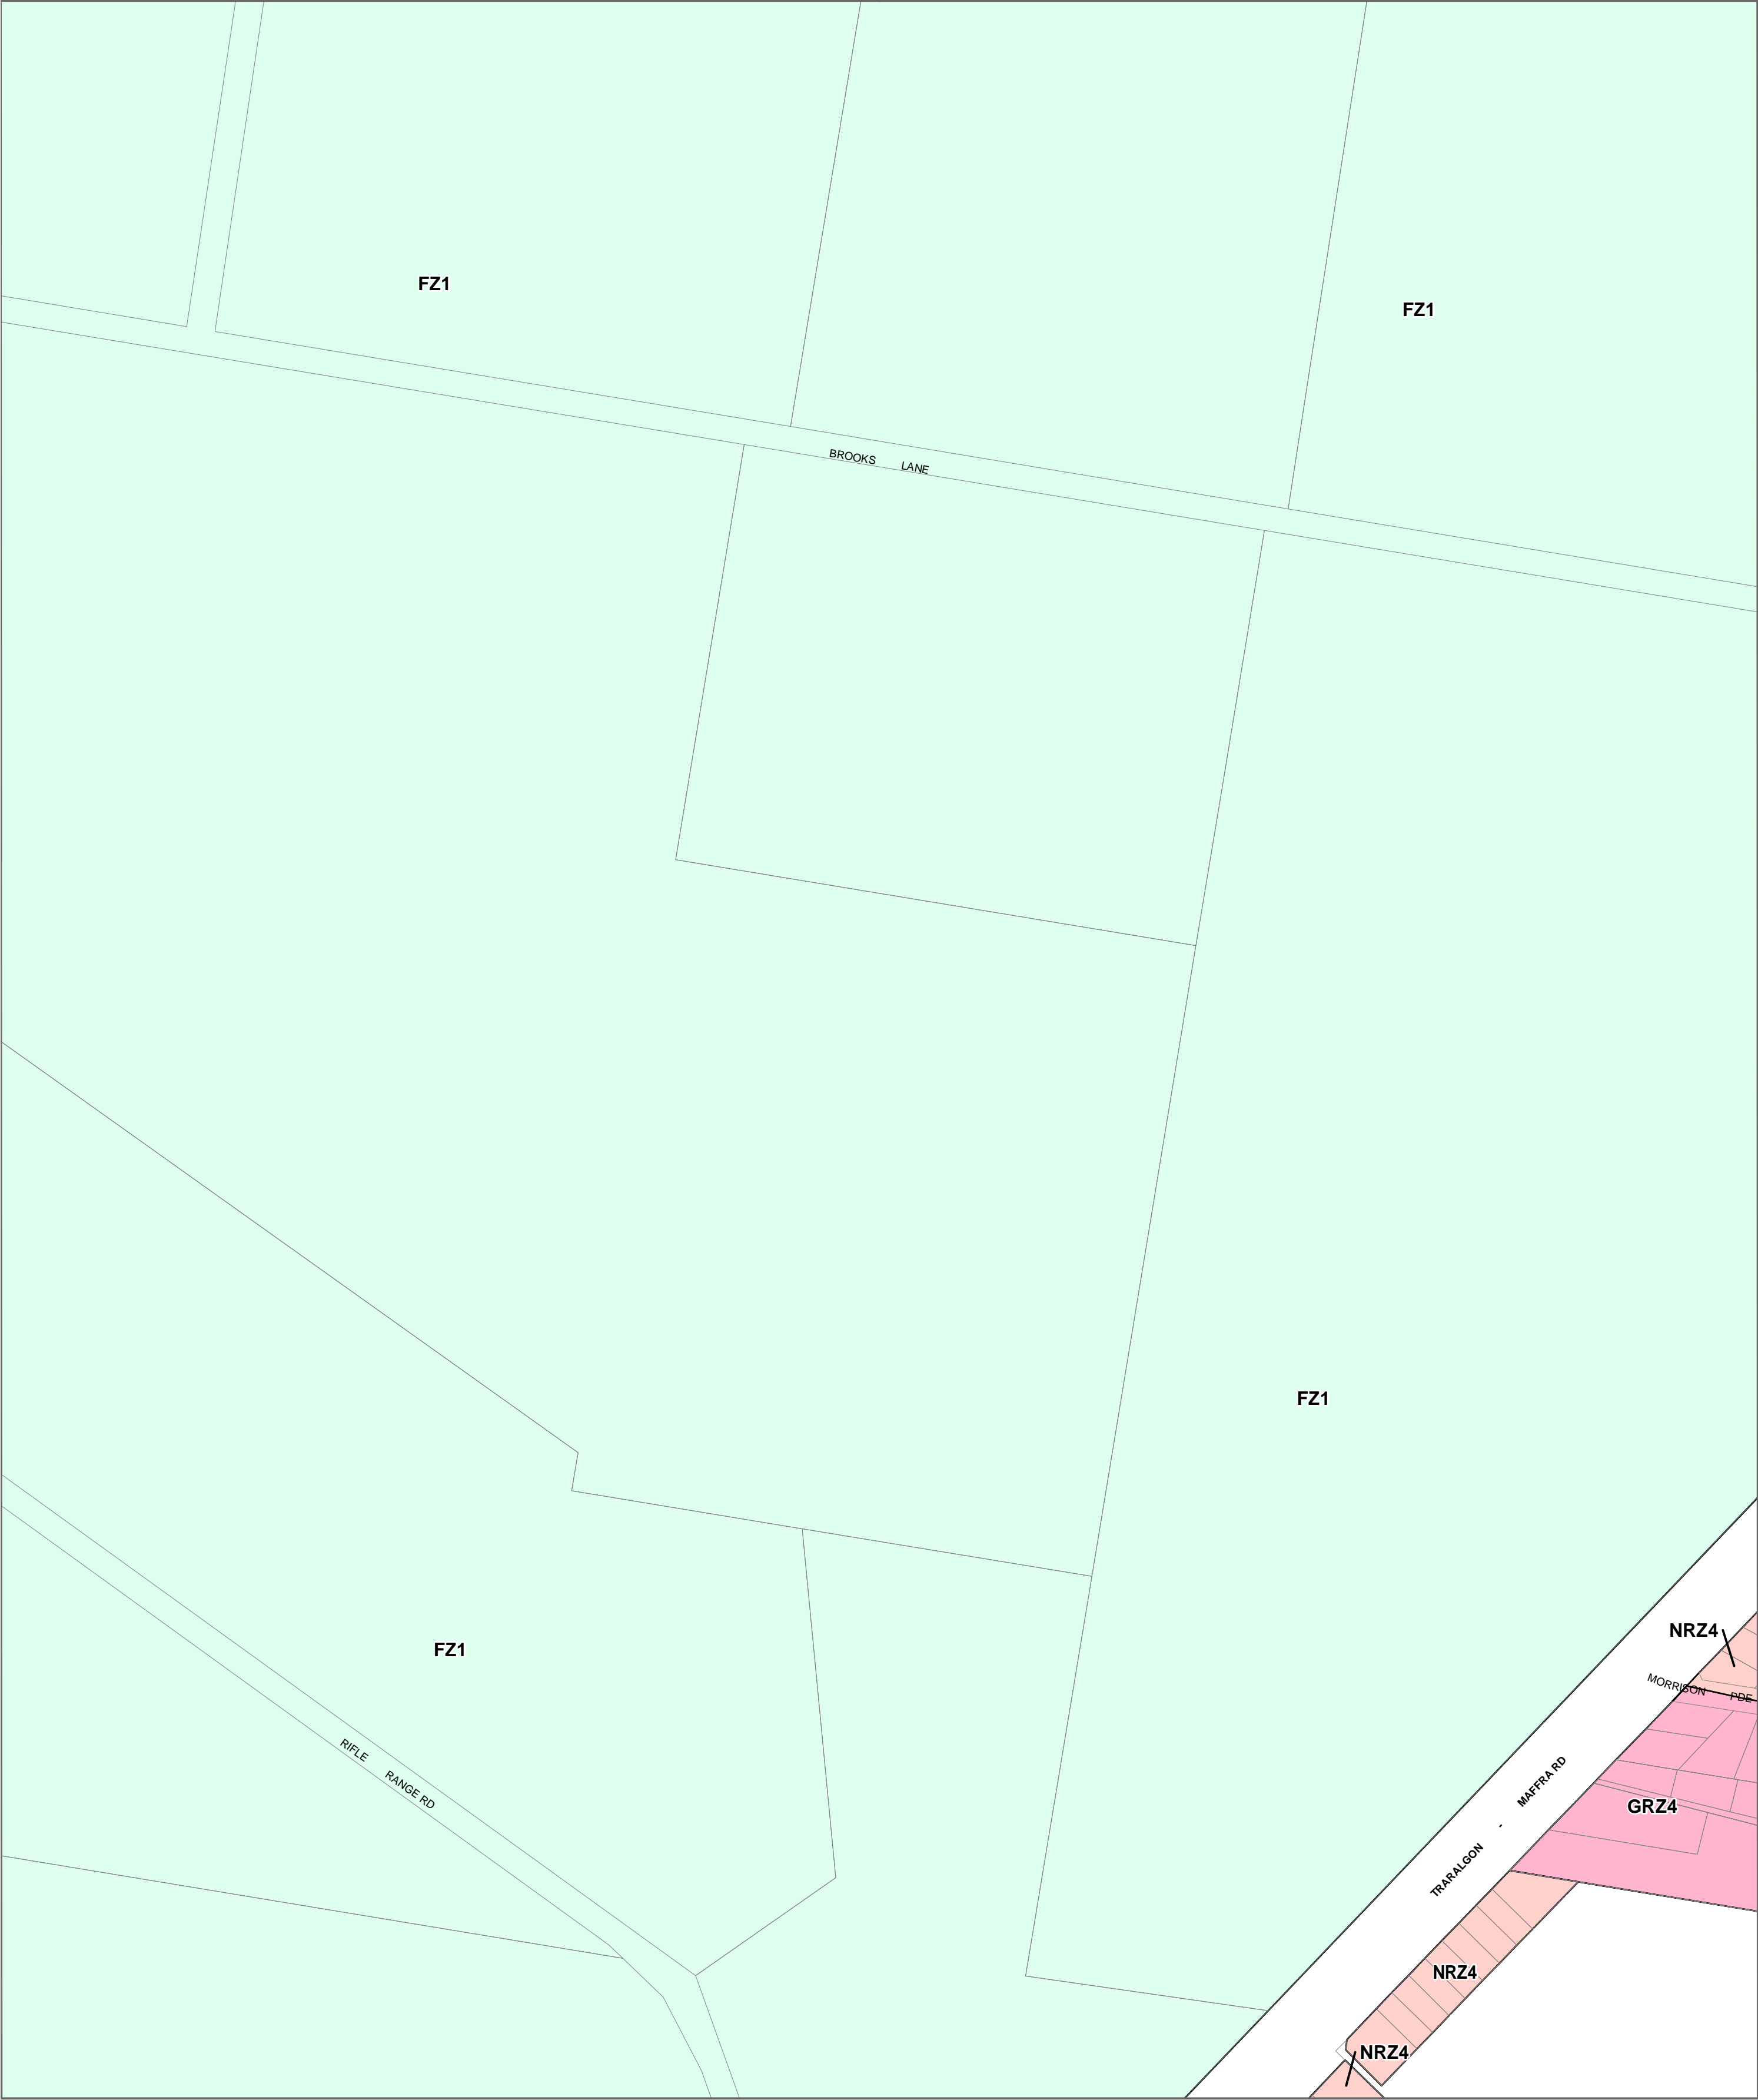 FZ1
FZ1
BROOKS LANE
FZ1
NRZ4
FZ1
MORRISON PDE
RIFLE RANGE RD
TRARALGON - MAFFRA RD
GRZ4
NRZ4
NRZ4